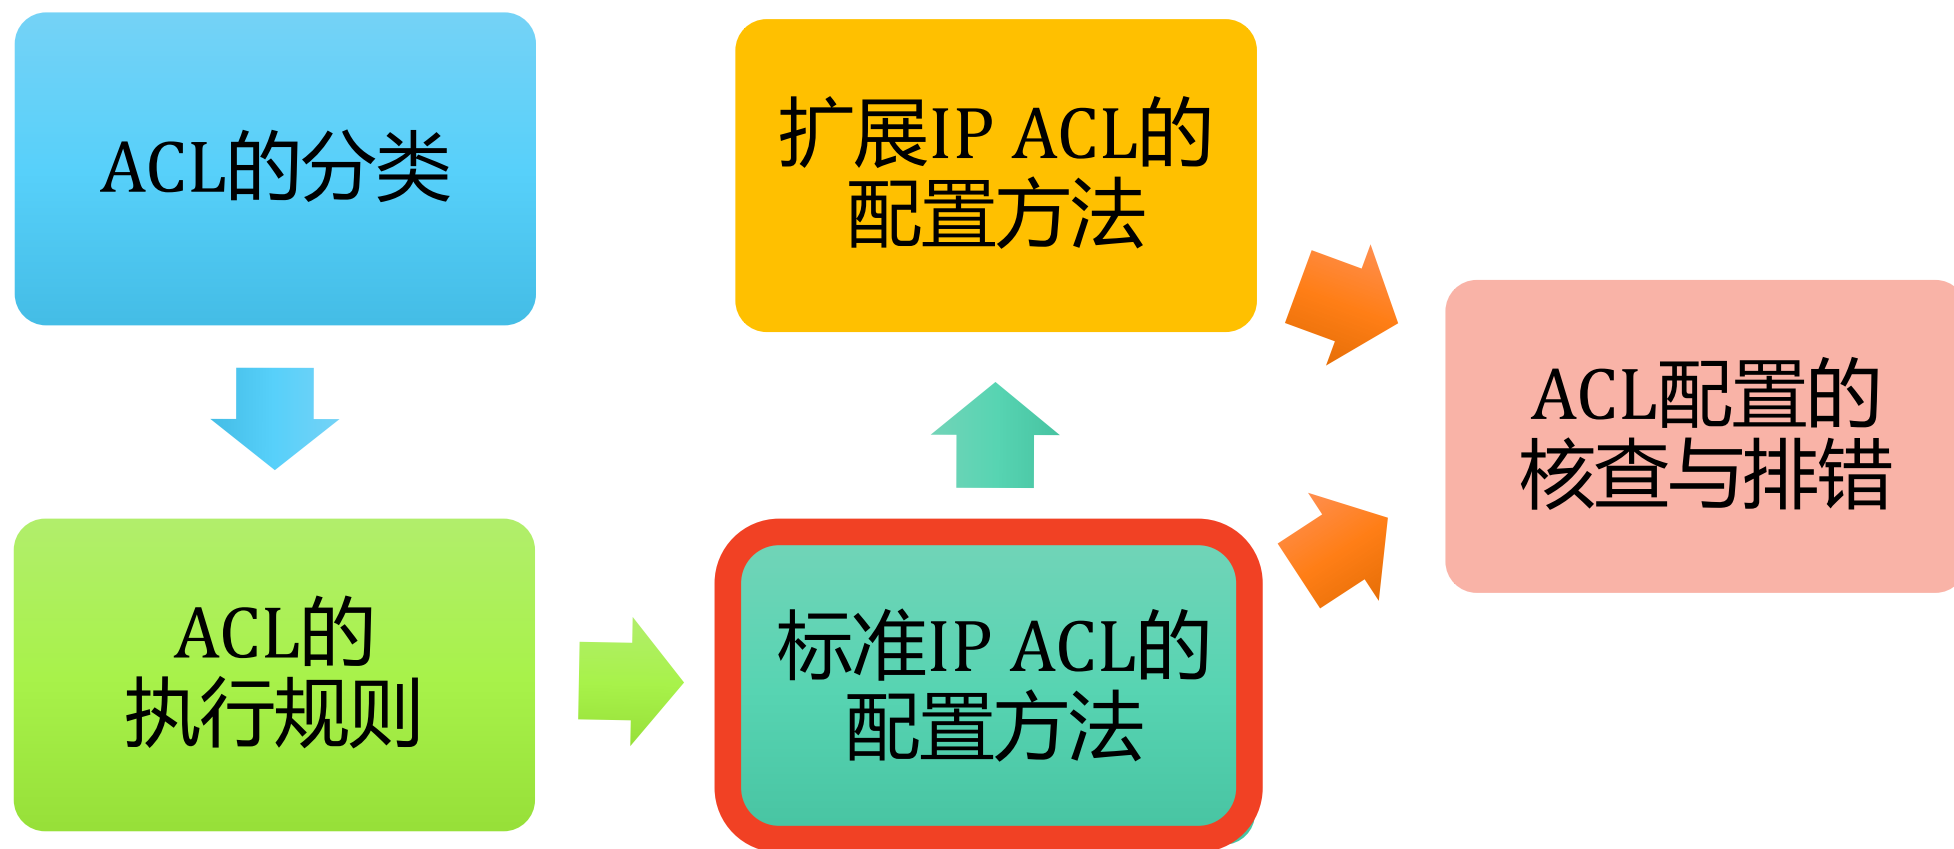 ACL的分类
ACL的
执行规则
标准IP ACL的
配置方法
扩展IP ACL的
配置方法
ACL配置的
核查与排错